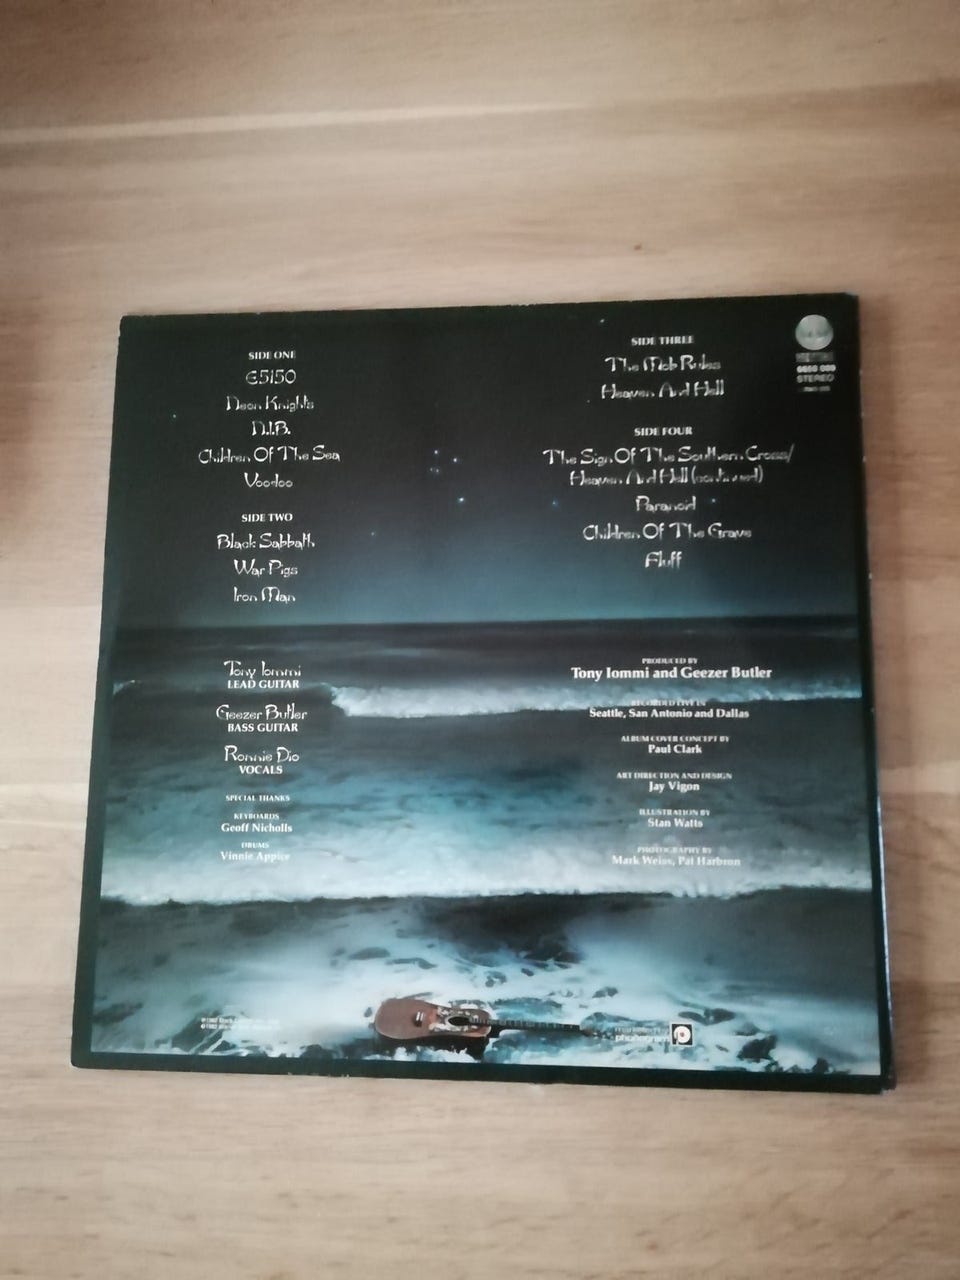 SIDE ONE
E5150
Neon Knights
N.I.B.
Children Of The Sea
Voodoo
SIDE TWO
Black Sabbath
War Pigs
Iron Man
SIDE THREE
The Mob Rules
Heaven And Hell
SIDE FOUR
The Sign Of The Southern Cross/
Heaven And Hell (continued)
Paranoid
Children Of The Grave
Fluff
STEREO
Tony Iommi
LEAD GUITAR
Geezer Butler
BASS GUITAR
Ronnie Dio
VOCALS
SPECIAL THANKS
KEYBOARDS
Geoff Nicholls
DRUMS
Vinnie Appice
PRODUCED BY
Tony Iommi and Geezer Butler
RECORDED LIVE IN
Seattle, San Antonio and Dallas
ALBUM COVER CONCEPT BY
Paul Clark
ART DIRECTION AND DESIGN
Jay Vigon
ILLUSTRATION BY
Stan Watts
PHOTOGRAPHY BY
Mark Weiss, Pat Harbron
phonogram